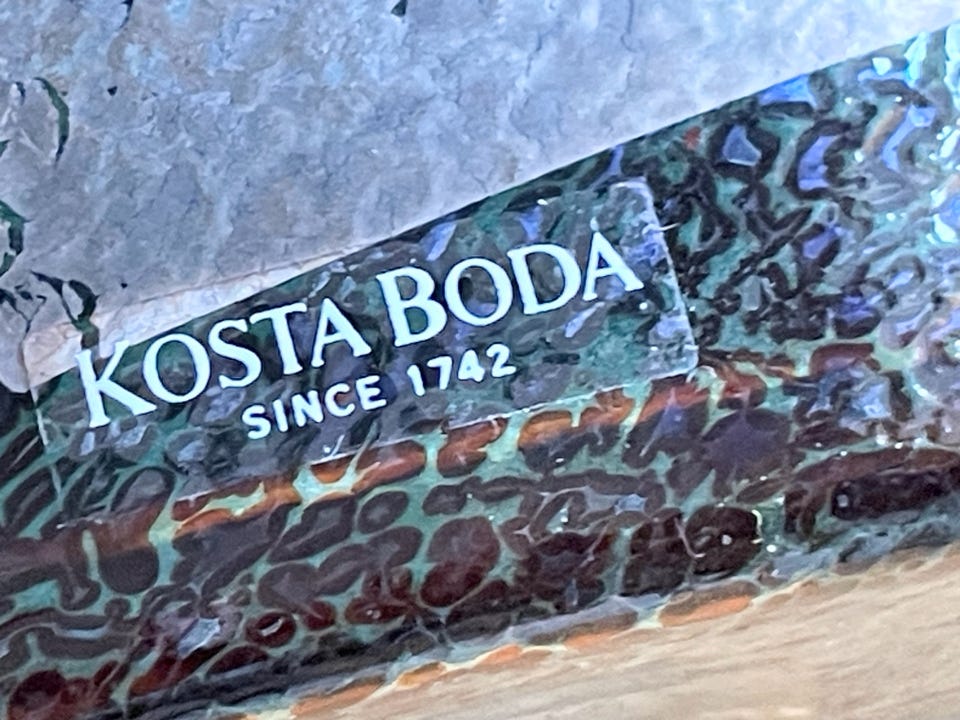 KOSTA BODA
SINCE 1742